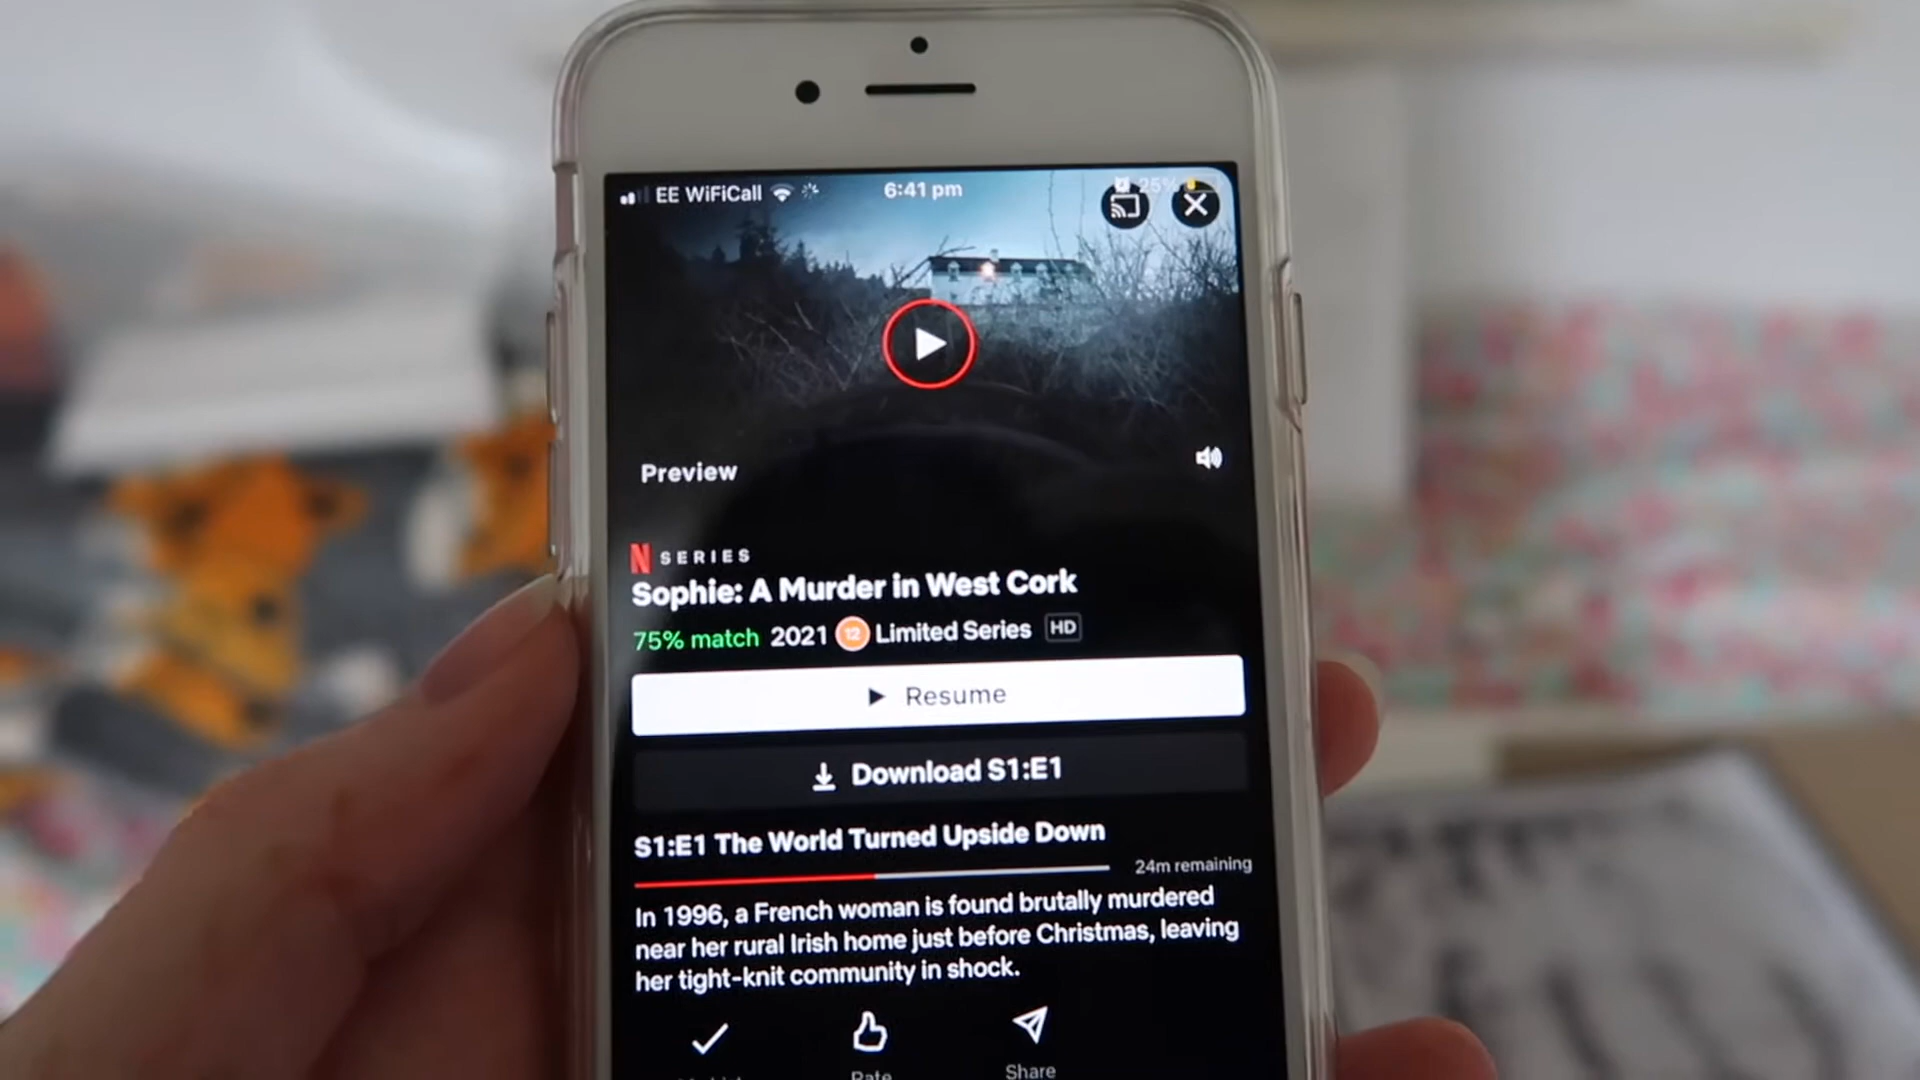 EE WiFiCall 6:41 pm 25%
Preview
N SERIES
Sophie: A Murder in West Cork
75% match 2021 12 Limited Series HD
Resume
Download S1:E1
S1:E1 The World Turned Upside Down
24m remaining
In 1996, a French woman is found brutally murdered
near her rural Irish home just before Christmas, leaving
her tight-knit community in shock.
Rate Share